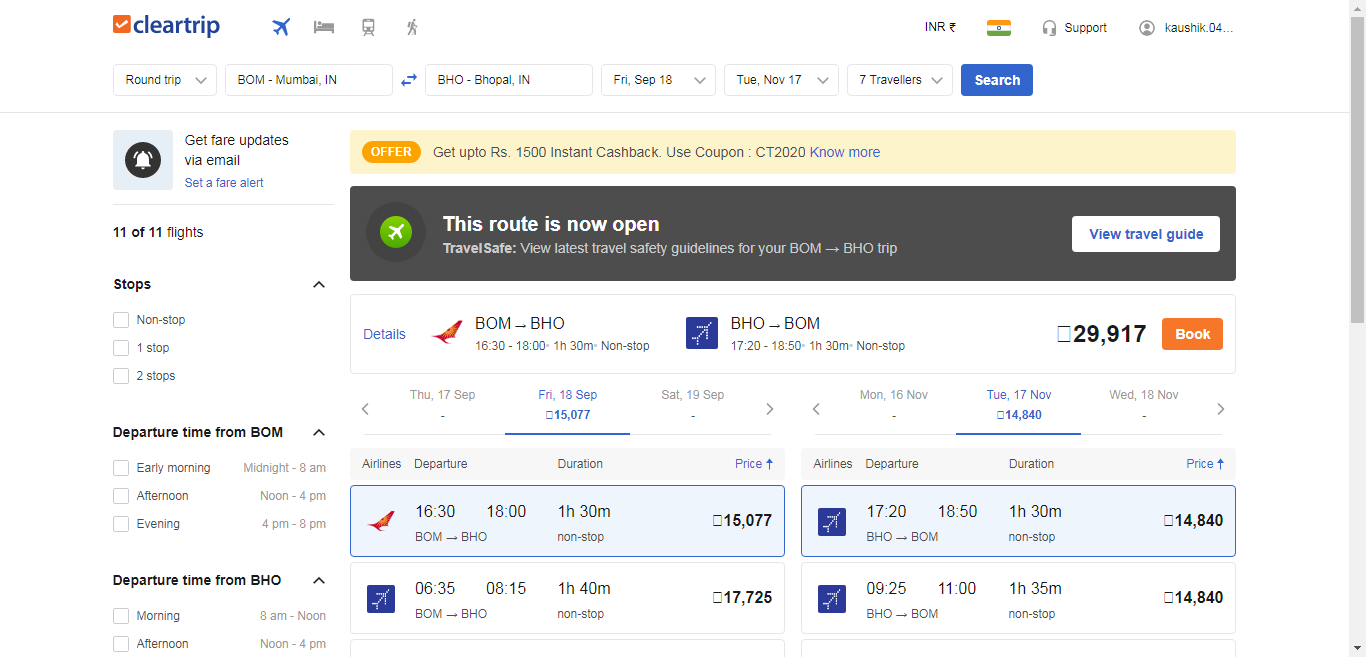 cleartrip
INR ₹
Support
kaushik.04...
Round trip
BOM - Mumbai, IN
BHO - Bhopal, IN
Fri, Sep 18
Tue, Nov 17
7 Travellers
Search
Get fare updates
via email
Set a fare alert
11 of 11 flights
Stops
Non-stop
1 stop
2 stops
Departure time from BOM
Early morning Midnight - 8 am
Afternoon Noon - 4 pm
Evening 4 pm - 8 pm
Departure time from BHO
Morning 8 am - Noon
Afternoon Noon - 4 pm
OFFER Get upto Rs. 1500 Instant Cashback. Use Coupon : CT2020 Know more
This route is now open
TravelSafe: View latest travel safety guidelines for your BOM → BHO trip
View travel guide
Details
BOM → BHO
16:30 - 18:00• 1h 30m• Non-stop
BHO → BOM
17:20 - 18:50• 1h 30m• Non-stop
29,917
Book
Thu, 17 Sep
-
Fri, 18 Sep
15,077
Sat, 19 Sep
-
Mon, 16 Nov
-
Tue, 17 Nov
14,840
Wed, 18 Nov
-
Airlines Departure Duration Price ↑
16:30 18:00 1h 30m 15,077
BOM → BHO non-stop
06:35 08:15 1h 40m 17,725
BOM → BHO non-stop
Airlines Departure Duration Price ↑
17:20 18:50 1h 30m 14,840
BHO → BOM non-stop
09:25 11:00 1h 35m 14,840
BHO → BOM non-stop